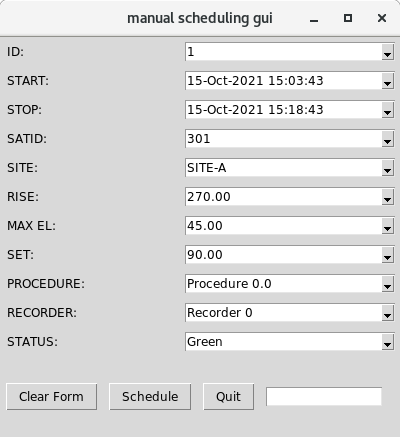 manual scheduling gui
ID: 1
START: 15-Oct-2021 15:03:43
STOP: 15-Oct-2021 15:18:43
SATID: 301
SITE: SITE-A
RISE: 270.00
MAX EL: 45.00
SET: 90.00
PROCEDURE: Procedure 0.0
RECORDER: Recorder 0
STATUS: Green
Clear Form Schedule Quit